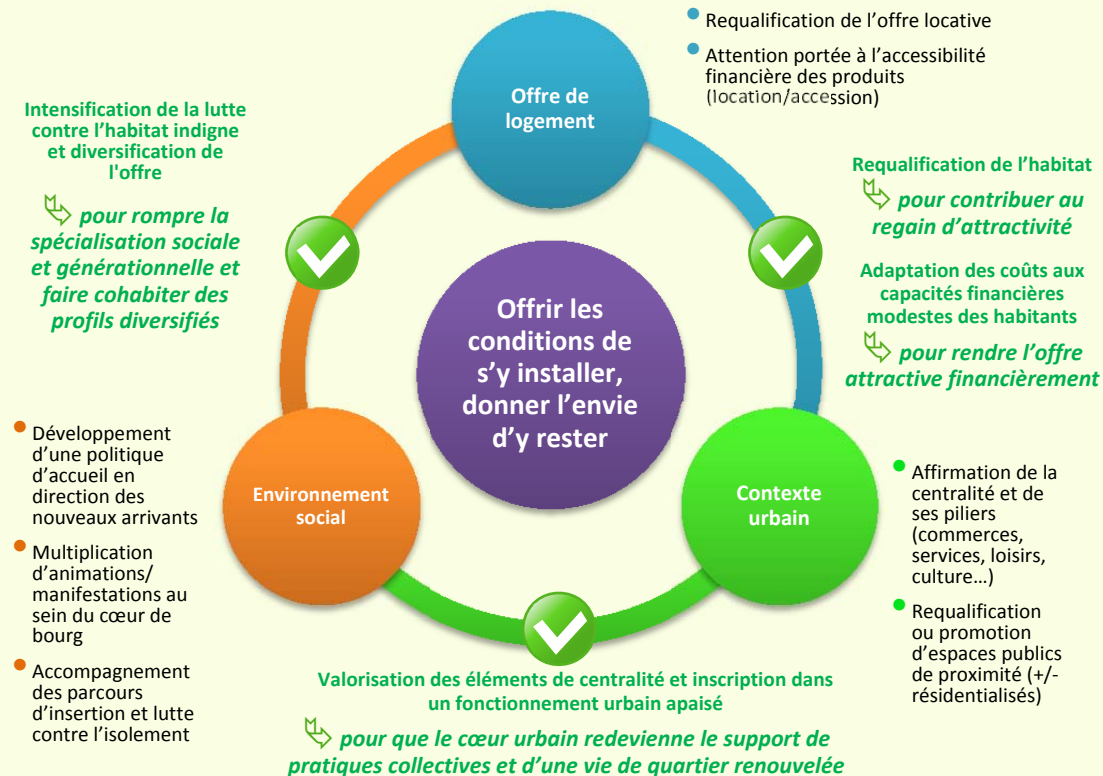 Requalification de l'offre locative
Attention portée à l'accessibilité
financière des produits
(location/accession)
Offre de
logement
Intensification de la lutte
contre l'habitat indigne
et diversification de
l'offre
pour rompre la
spécialisation sociale
et générationnelle et
faire cohabiter des
profils diversifiés
Requalification de l'habitat
pour contribuer au
regain d'attractivité
Adaptation des coûts aux
capacités financières
modestes des habitants
pour rendre l'offre
attractive financièrement
Offrir les
conditions de
s'y installer,
donner l'envie
d'y rester
Développement
d'une politique
d'accueil en
direction des
nouveaux arrivants
Multiplication
d'animations/
manifestations au
sein du cœur de
bourg
Accompagnement
des parcours
d'insertion et lutte
contre l'isolement
Environnement
social
Contexte
urbain
Affirmation de la
centralité et de
ses piliers
(commerces,
services, loisirs,
culture…)
Requalification
ou promotion
d'espaces publics
de proximité (+/-
résidentialisés)
Valorisation des éléments de centralité et inscription dans
un fonctionnement urbain apaisé
pour que le cœur urbain redevienne le support de
pratiques collectives et d'une vie de quartier renouvelée